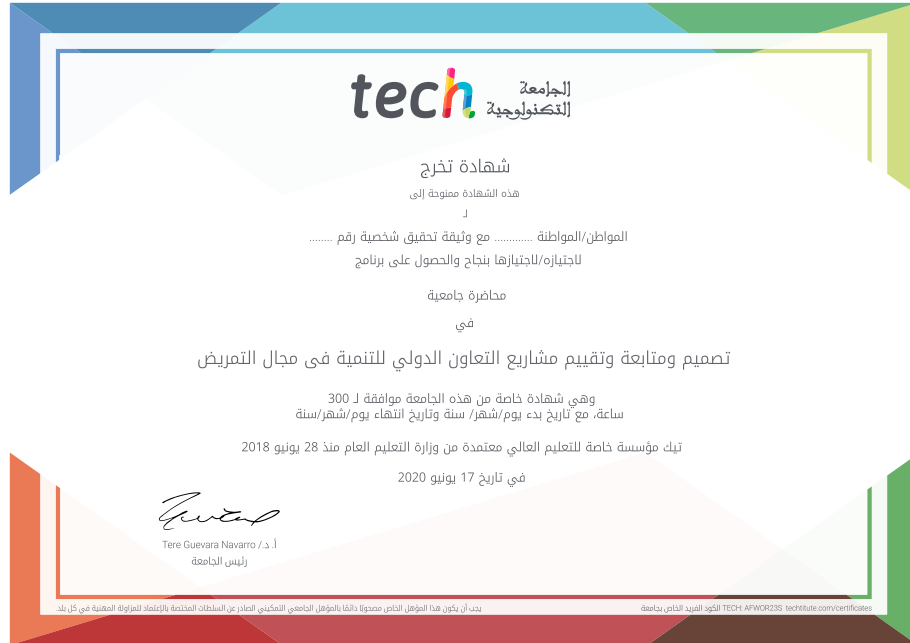 tech الجامعة
التكنولوجية
شهادة تخرج
هذه الشهادة ممنوحة إلى
لـ
المواطن/المواطنة ............. مع وثيقة تحقيق شخصية رقم ........
لاجتيازه/لاجتيازها بنجاح والحصول على برنامج
محاضرة جامعية
في
تصميم ومتابعة وتقييم مشاريع التعاون الدولي للتنمية فى مجال التمريض
وهي شهادة خاصة من هذه الجامعة موافقة لـ 300
ساعة، مع تاريخ بدء يوم/شهر/ سنة وتاريخ انتهاء يوم/شهر/سنة
تيك مؤسسة خاصة للتعليم العالي معتمدة من وزارة التعليم العام منذ 28 يونيو 2018
في تاريخ 17 يونيو 2020
أ. د./ Tere Guevara Navarro
رئيس الجامعة
يجب أن يكون هذا المؤهل الخاص مصحوبًا دائمًا بالمؤهل الجامعي التمكيني الصادر عن السلطات المختصة بالإعتماد للمزاولة المهنية في كل بلد.
الكود الفريد الخاص بجامعة TECH: AFWOR23S techtitute.com/certificates